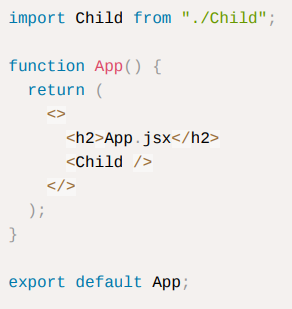 import Child from "./Child";
function App() {
  return (
    <>
      <h2>App.jsx</h2>
      <Child />
    </>
  );
}
export default App;